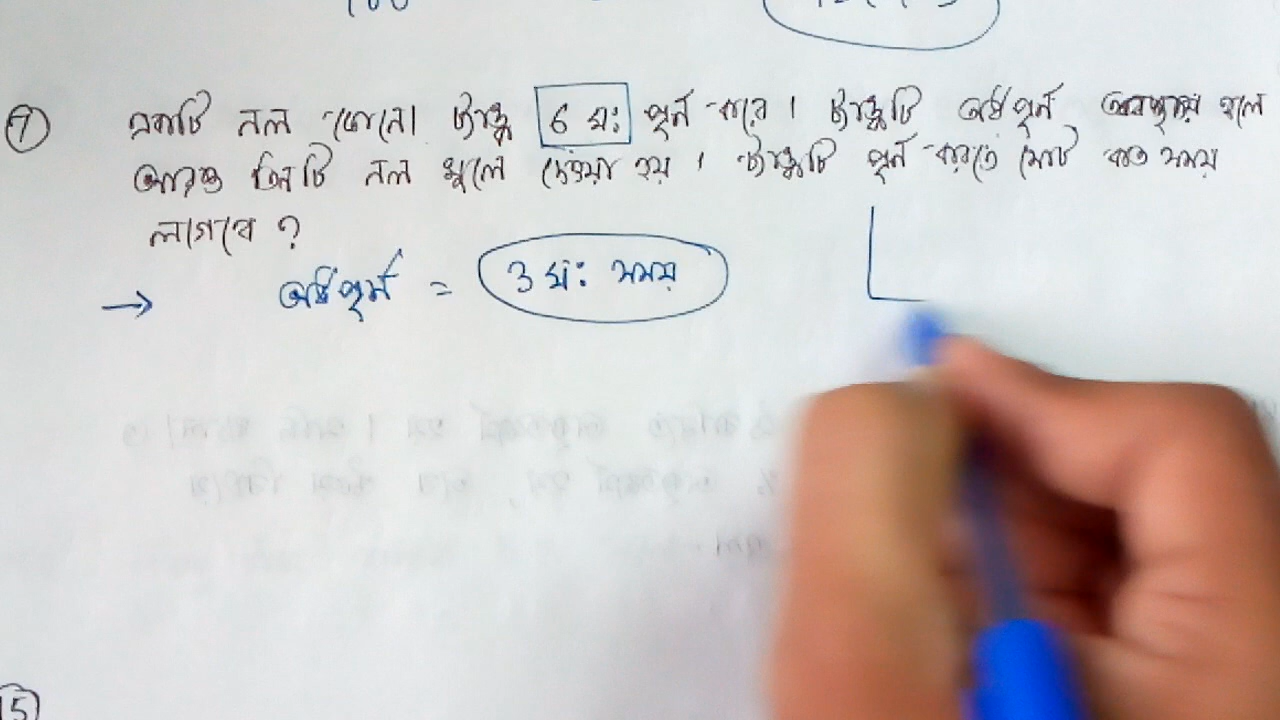 ৭ একটি নল কোনো ট্যাঙ্ক 6 ঘঃ পূর্ন করে। ট্যাঙ্কটি অর্ধপূর্ন অবস্থায় হলে
আরও তিনটি নল খুলে দেওয়া হয়। ট্যাঙ্কটি পূর্ন করতে মোট কত সময়
লাগবে ?
→ অর্ধপূর্ন = 3 ঘঃ সময়